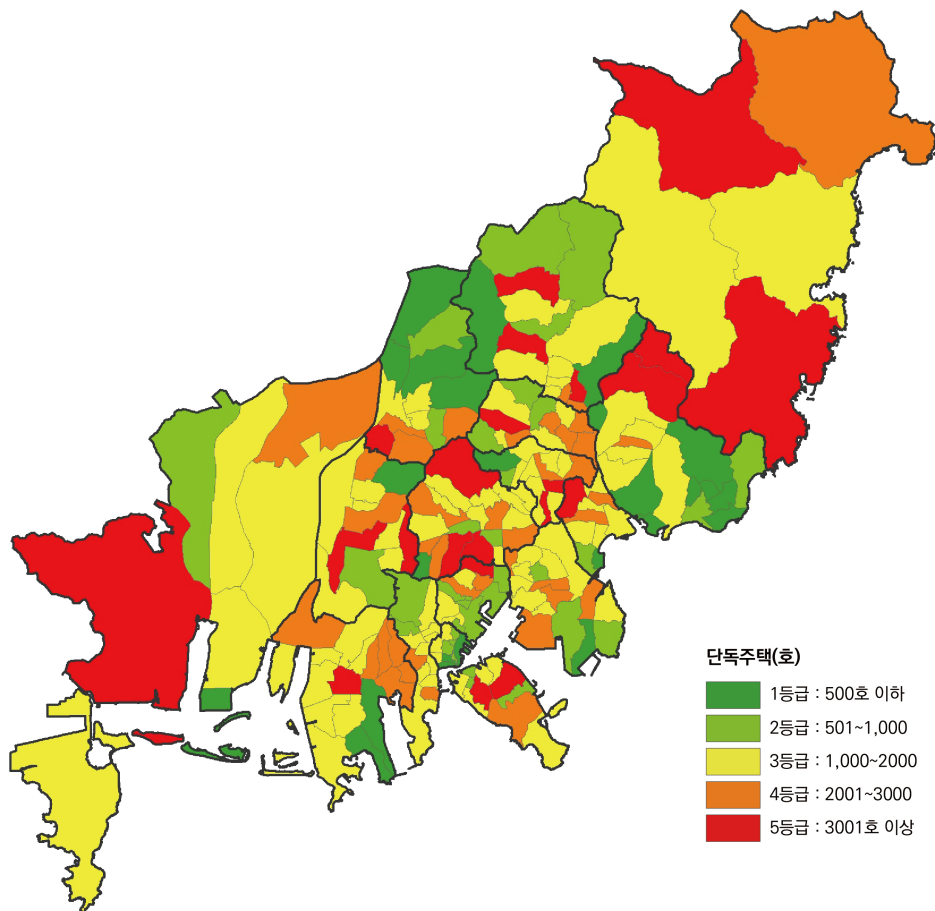 단독주택(호)
1등급 : 500호 이하
2등급 : 501~1,000
3등급 : 1,000~2000
4등급 : 2001~3000
5등급 : 3001호 이상